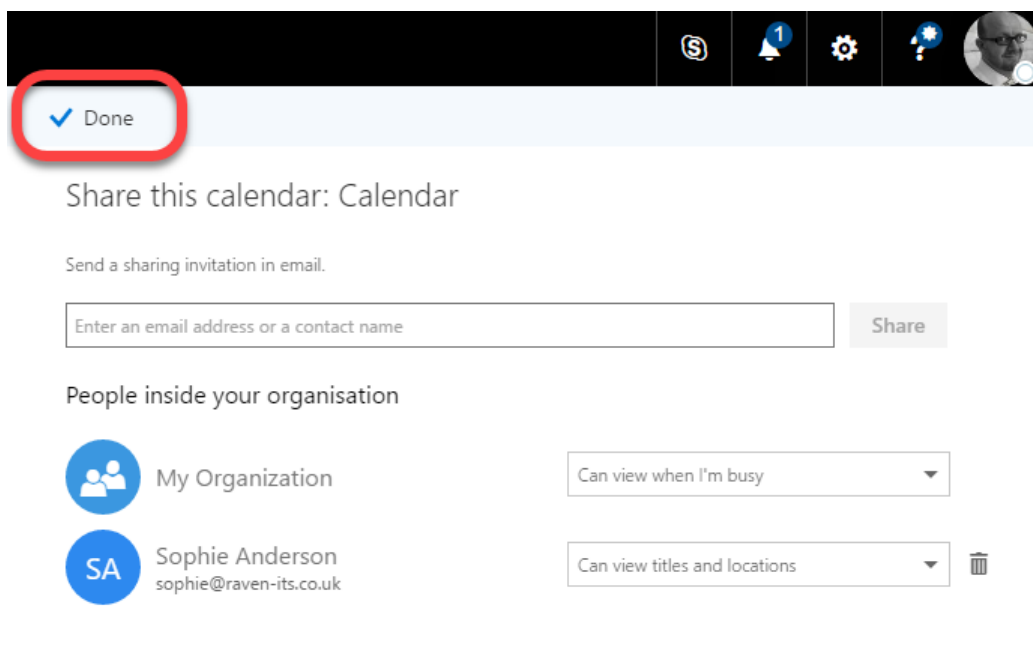 1
Done
Share this calendar: Calendar
Send a sharing invitation in email.
Enter an email address or a contact name
Share
People inside your organisation
My Organization
Can view when I'm busy
SA
Sophie Anderson
sophie@raven-its.co.uk
Can view titles and locations